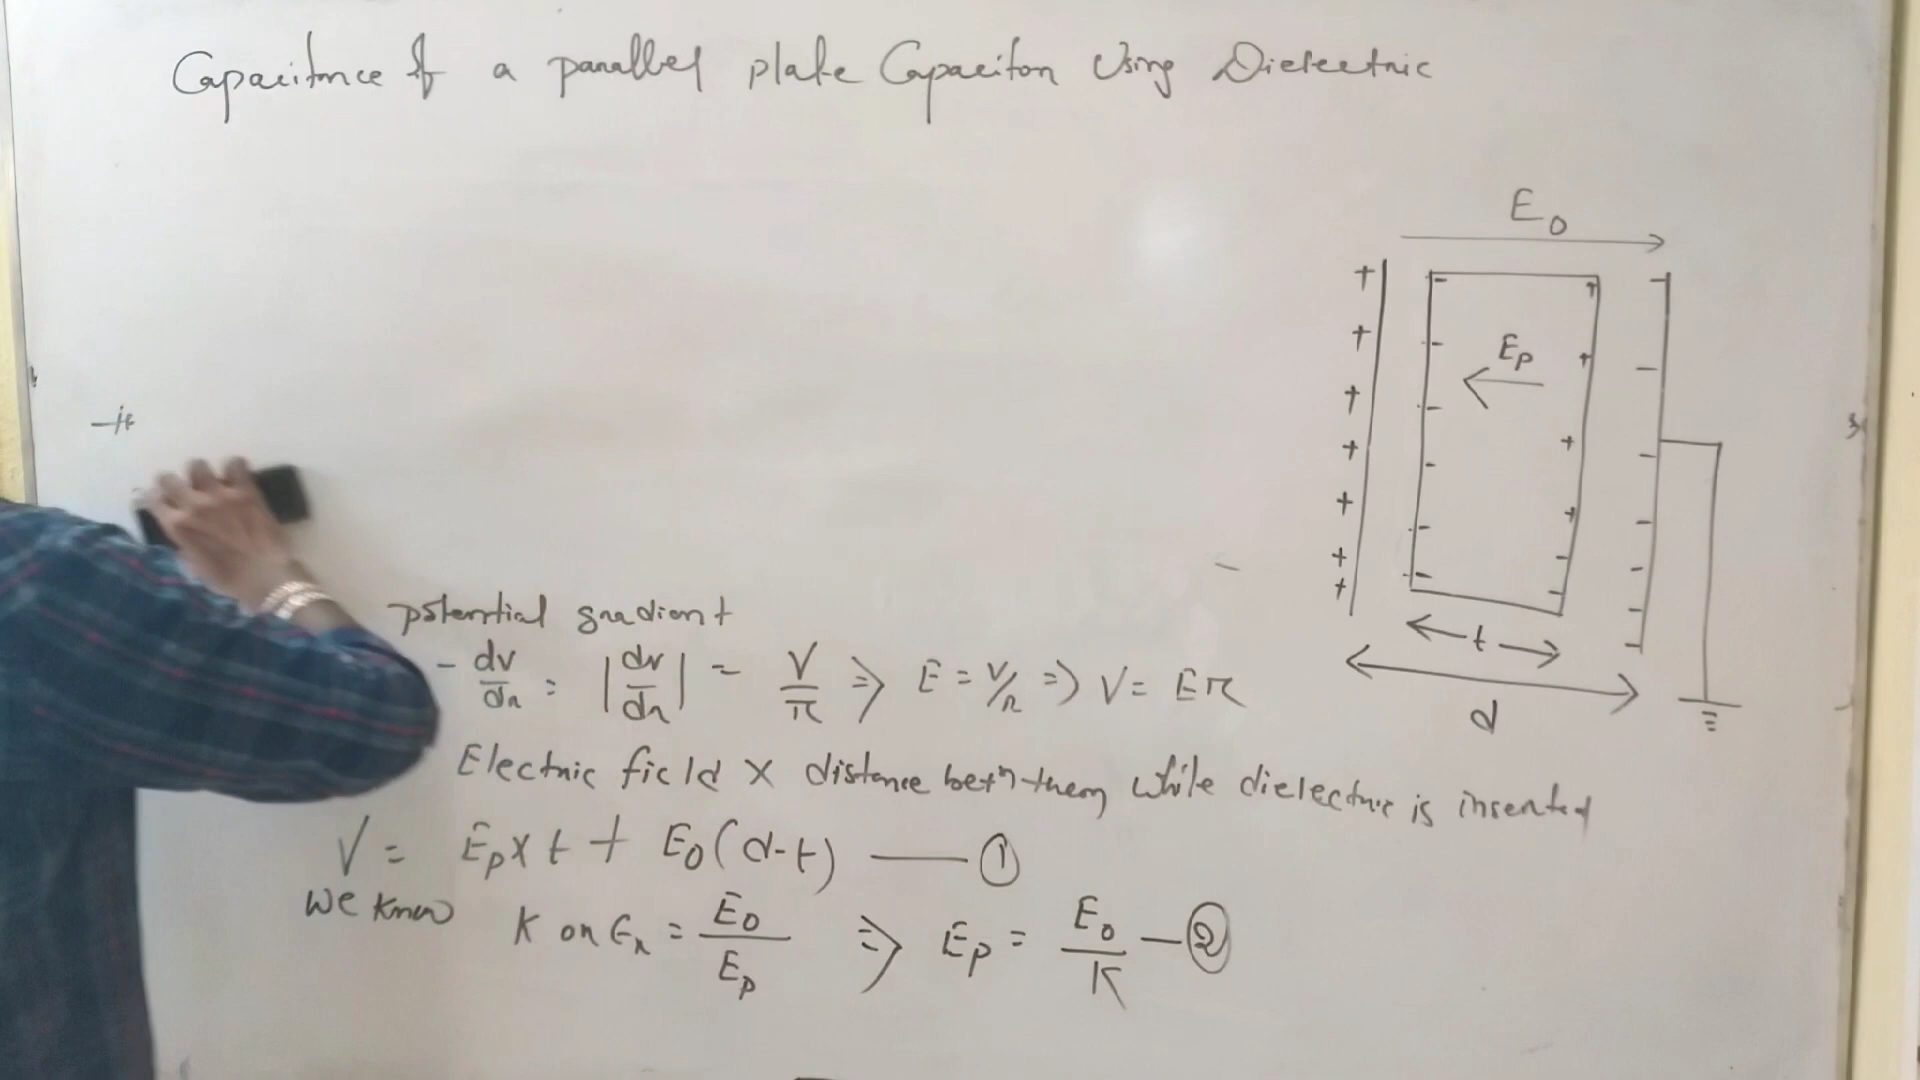 Capacitance of a parallel plate Capacitor Using Dielectric
E₀
+ - + -
+ - Ep + -
+ - -
+ - + -
+ - + -
+ - - -
+ - - -
t
d
potential gradient
- dv/dr = |dv/dr| = V/r ⇒ E = V/r ⇒ V = Er
Electric field X distance betⁿ them while dielectric is inserted
V = Ep x t + E₀(d-t) —— ①
We know K or εr = E₀/Ep ⇒ Ep = E₀/K — ②